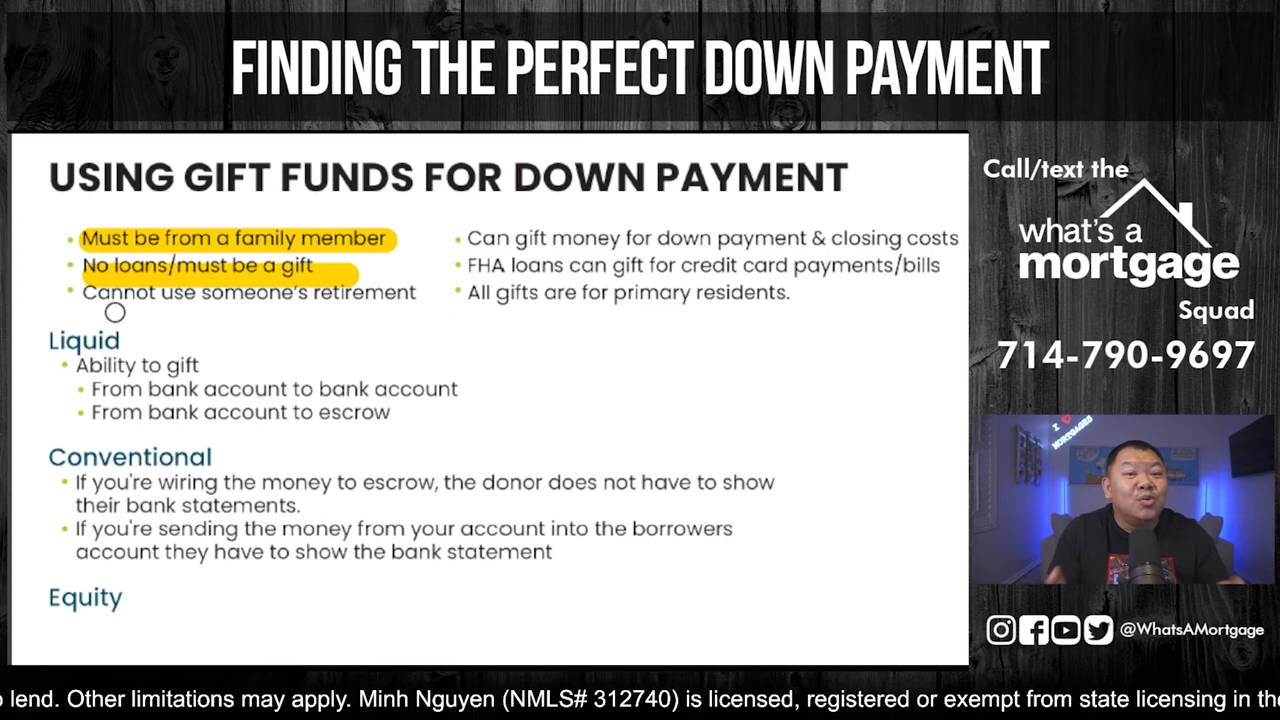 FINDING THE PERFECT DOWN PAYMENT
USING GIFT FUNDS FOR DOWN PAYMENT
Must be from a family member
No loans/must be a gift
Cannot use someone's retirement
Can gift money for down payment & closing costs
FHA loans can gift for credit card payments/bills
All gifts are for primary residents.
Liquid
Ability to gift
From bank account to bank account
From bank account to escrow
Conventional
If you're wiring the money to escrow, the donor does not have to show
their bank statements.
If you're sending the money from your account into the borrowers
account they have to show the bank statement
Equity
Call/text the
what's a
mortgage
Squad
714-790-9697
I
MORTGAGES
@WhatsAMortgage
o lend. Other limitations may apply. Minh Nguyen (NMLS# 312740) is licensed, registered or exempt from state licensing in the